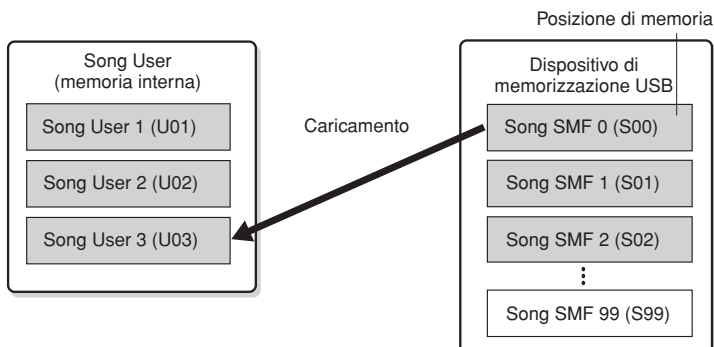 Posizione di memoria
Song User
(memoria interna)
Song User 1 (U01)
Song User 2 (U02)
Song User 3 (U03)
Caricamento
Dispositivo di
memorizzazione USB
Song SMF 0 (S00)
Song SMF 1 (S01)
Song SMF 2 (S02)
Song SMF 99 (S99)